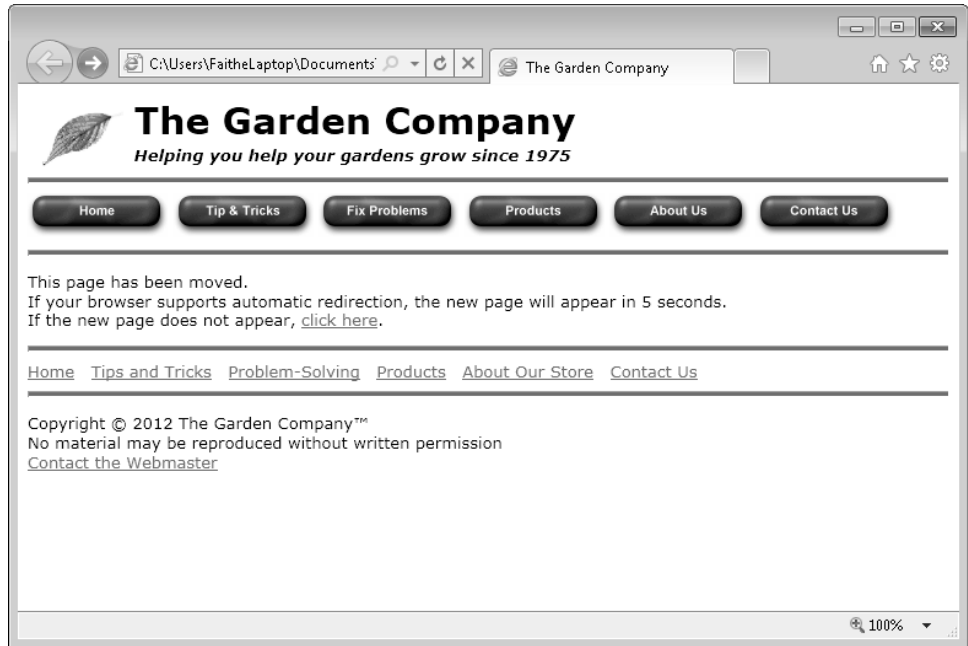 C:\Users\FaitheLaptop\Documents
The Garden Company
The Garden Company
Helping you help your gardens grow since 1975
Home Tip & Tricks Fix Problems Products About Us Contact Us
This page has been moved.
If your browser supports automatic redirection, the new page will appear in 5 seconds.
If the new page does not appear, click here.
Home Tips and Tricks Problem-Solving Products About Our Store Contact Us
Copyright © 2012 The Garden Company™
No material may be reproduced without written permission
Contact the Webmaster
100%